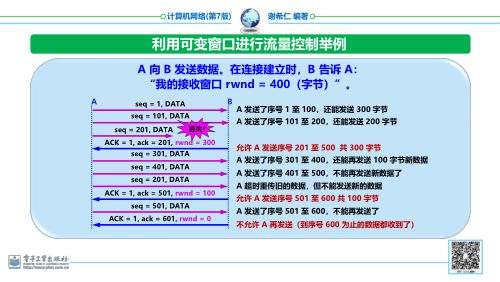 计算机网络(第7版) 谢希仁 编著
利用可变窗口进行流量控制举例
A 向 B 发送数据。在连接建立时，B 告诉 A：
“我的接收窗口 rwnd = 400（字节）”。
A B
seq = 1, DATA A 发送了序号 1 至 100，还能发送 300 字节
seq = 101, DATA A 发送了序号 101 至 200，还能发送 200 字节
seq = 201, DATA 丢失!
ACK = 1, ack = 201, rwnd = 300 允许 A 发送序号 201 至 500 共 300 字节
seq = 301, DATA A 发送了序号 301 至 400，还能再发送 100 字节新数据
seq = 401, DATA A 发送了序号 401 至 500，不能再发送新数据了
seq = 201, DATA A 超时重传旧的数据，但不能发送新的数据
ACK = 1, ack = 501, rwnd = 100 允许 A 发送序号 501 至 600 共 100 字节
seq = 501, DATA A 发送了序号 501 至 600，不能再发送了
ACK = 1, ack = 601, rwnd = 0 不允许 A 再发送（到序号 600 为止的数据都收到了）
电子工业出版社
http://www.phei.com.cn